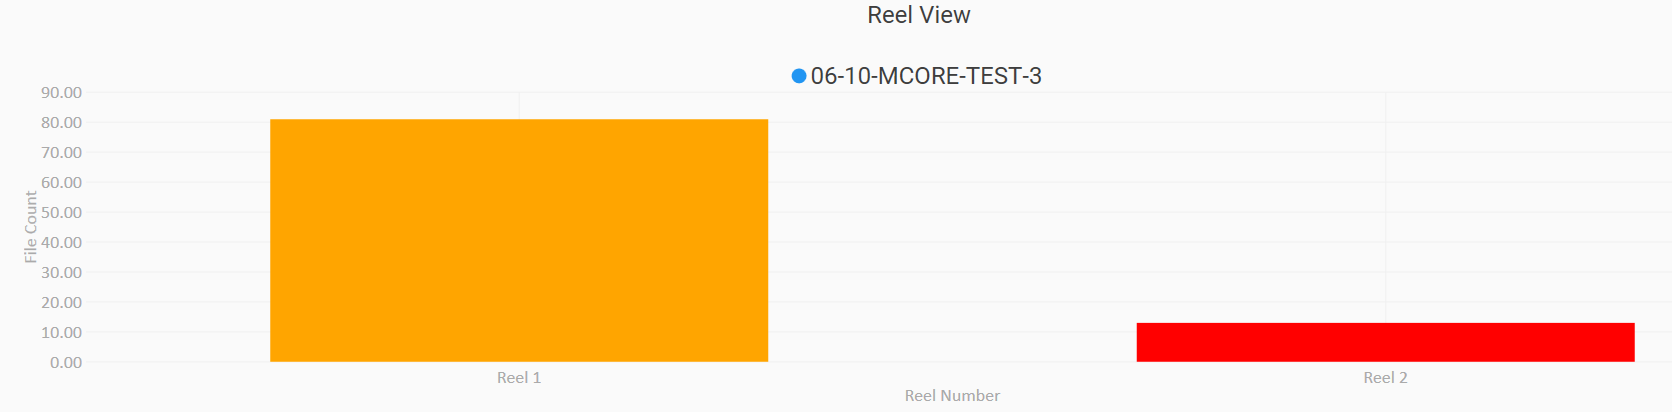 Reel View
06-10-MCORE-TEST-3
90.00
80.00
70.00
60.00
50.00
40.00
30.00
20.00
10.00
0.00
File Count
Reel 1
Reel 2
Reel Number